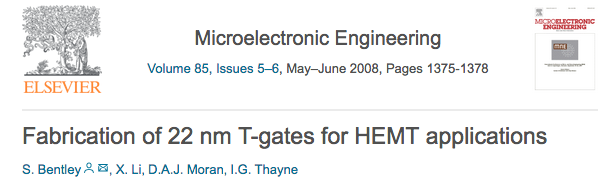 Microelectronic Engineering
Volume 85, Issues 5–6, May–June 2008, Pages 1375-1378
ELSEVIER
MICROELECTRONIC
ENGINEERING
Fabrication of 22 nm T-gates for HEMT applications
S. Bentley, X. Li, D.A.J. Moran, I.G. Thayne